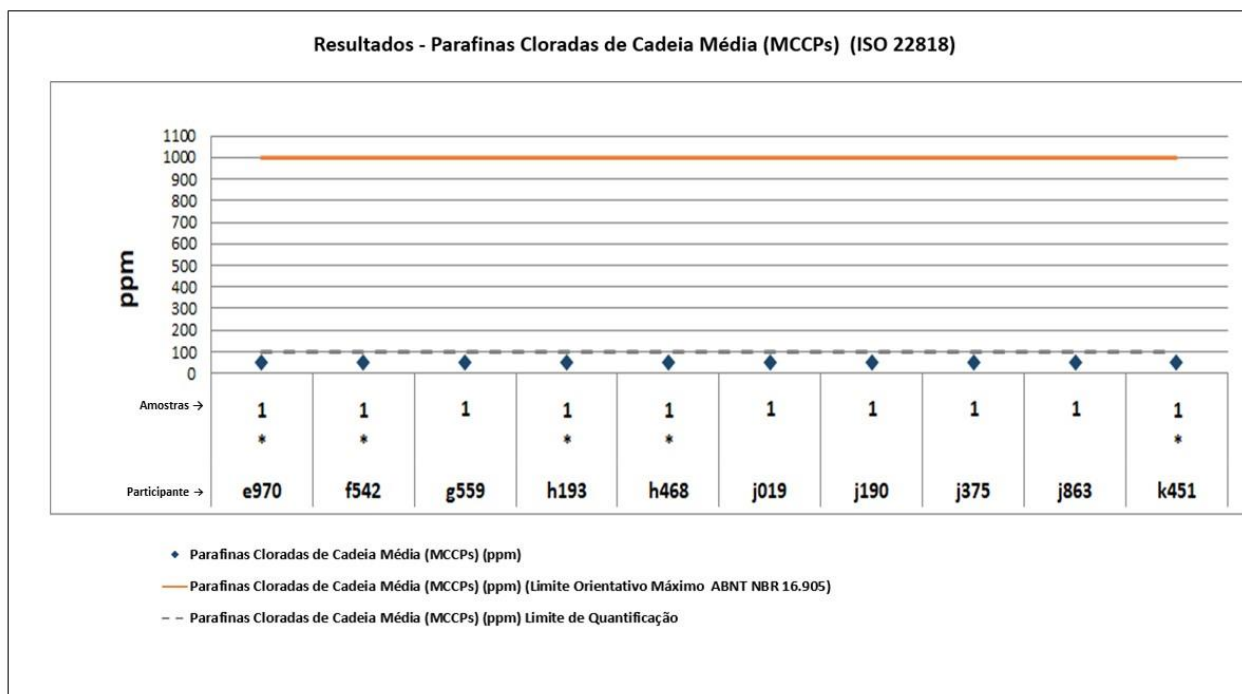 Resultados - Parafinas Cloradas de Cadeia Média (MCCPs) (ISO 22818)
1100
1000
900
800
700
600
500
400
300
200
100
0
ppm
Amostras → 1 1 1 1 1 1 1 1 1 1
* * * * *
Participante → e970 f542 g559 h193 h468 j019 j190 j375 j863 k451
Parafinas Cloradas de Cadeia Média (MCCPs) (ppm)
Parafinas Cloradas de Cadeia Média (MCCPs) (ppm) (Limite Orientativo Máximo ABNT NBR 16.905)
Parafinas Cloradas de Cadeia Média (MCCPs) (ppm) Limite de Quantificação